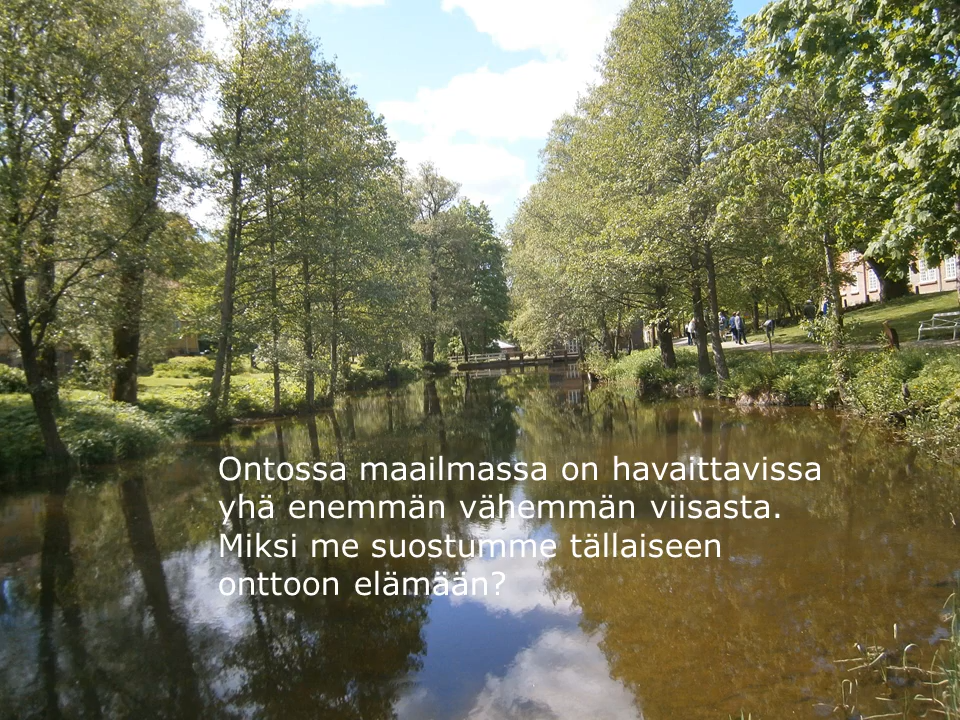 Ontossa maailmassa on havaittavissa
yhä enemmän vähemmän viisasta.
Miksi me suostumme tällaiseen
onttoon elämään?